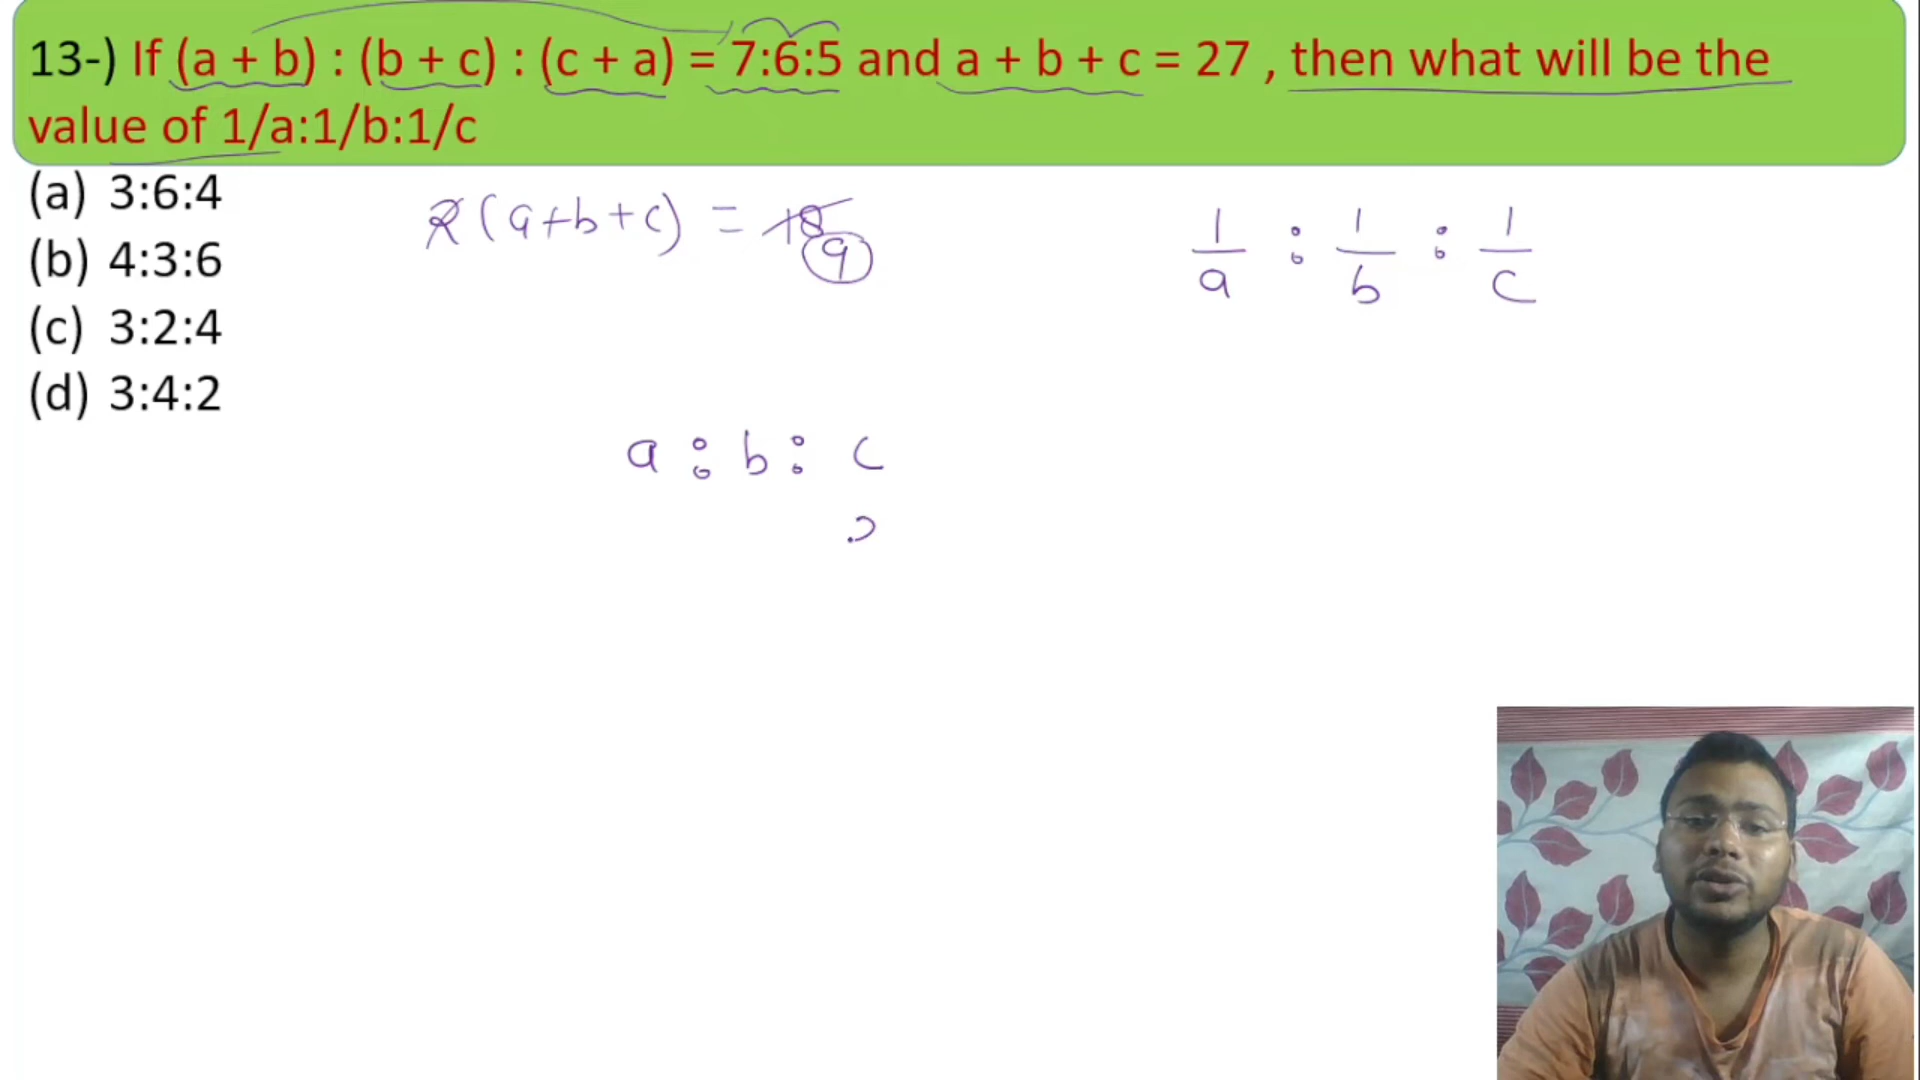 13-) If (a + b) : (b + c) : (c + a) = 7:6:5 and a + b + c = 27 , then what will be the
value of 1/a:1/b:1/c
(a) 3:6:4
(b) 4:3:6
(c) 3:2:4
(d) 3:4:2
2(a+b+c) = 18
9
1/a : 1/b : 1/c
a : b : c
2